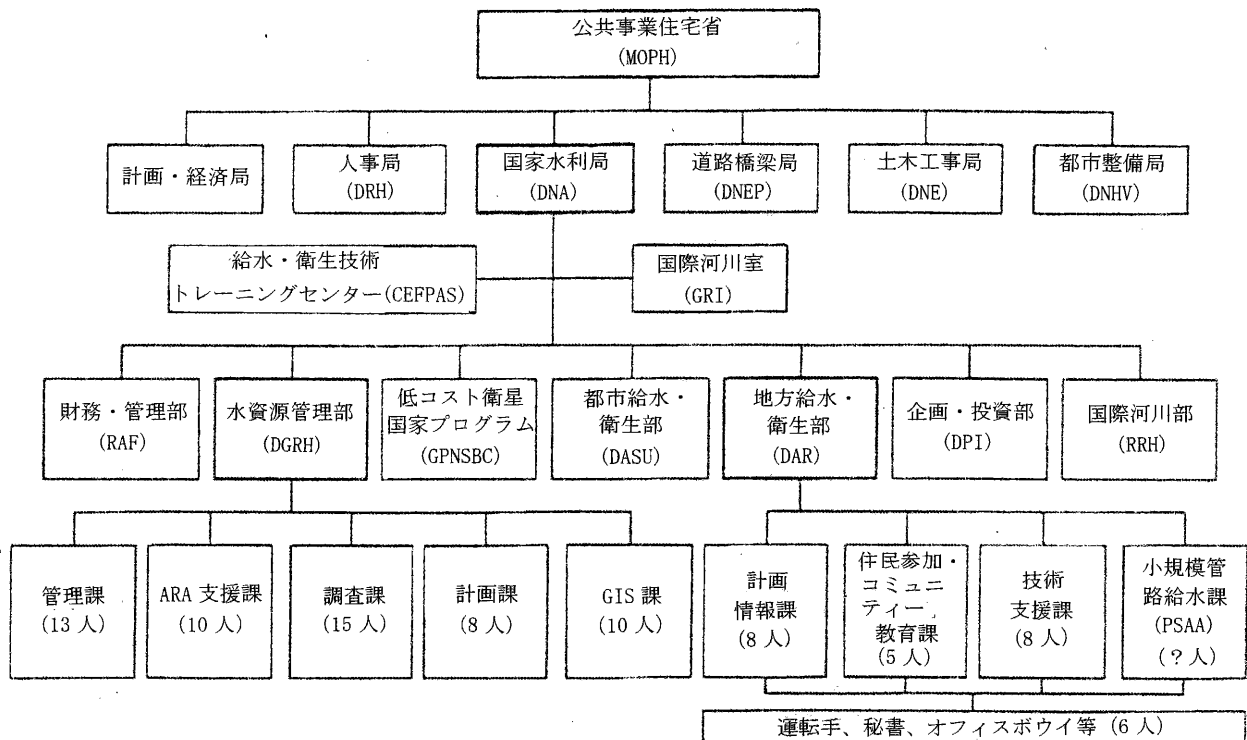 公共事業住宅省
(MOPH)
計画・経済局
人事局
(DRH)
国家水利局
(DNA)
道路橋梁局
(DNEP)
土木工事局
(DNE)
都市整備局
(DNHV)
給水・衛生技術
トレーニングセンター(CEFPAS)
国際河川室
(GRI)
財務・管理部
(RAF)
水資源管理部
(DGRH)
低コスト衛星
国家プログラム
(GPNSBC)
都市給水・
衛生部
(DASU)
地方給水・
衛生部
(DAR)
企画・投資部
(DPI)
国際河川部
(RRH)
管理課
(13 人)
ARA 支援課
(10 人)
調査課
(15 人)
計画課
(8 人)
GIS 課
(10 人)
計画
情報課
(8 人)
住民参加・
コミュニ
ティー
教育課
(5 人)
技術
支援課
(8 人)
小規模管
路給水課
(PSAA)
(？人)
運転手、秘書、オフィスボウイ等 (6 人)